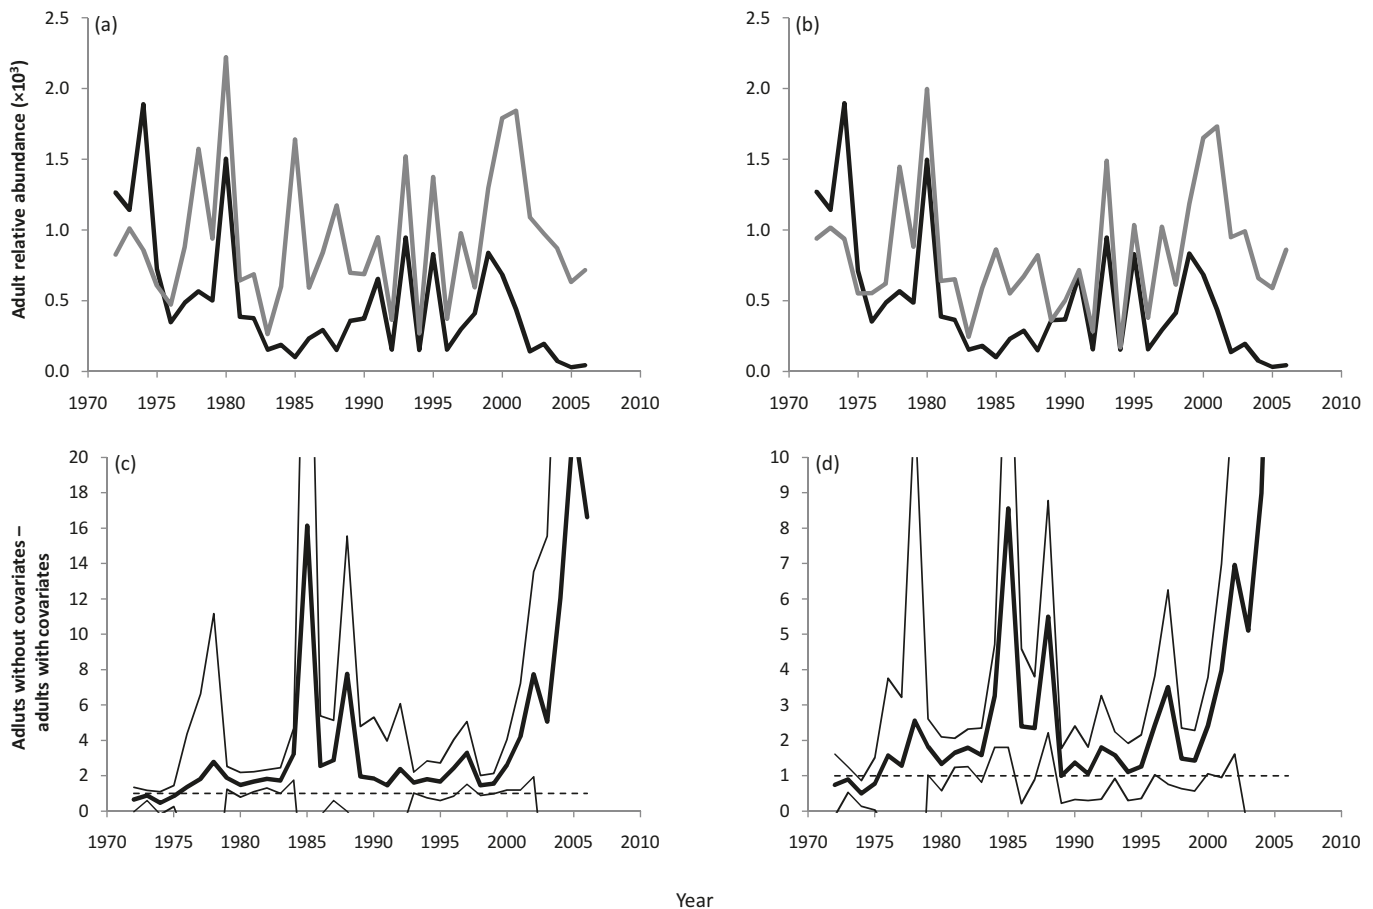 (a)
2.5
2.0
1.5
1.0
0.5
0.0
1970 1975 1980 1985 1990 1995 2000 2005 2010
Adult relative abundance (×10³)
(b)
2.5
2.0
1.5
1.0
0.5
0.0
1970 1975 1980 1985 1990 1995 2000 2005 2010
(c)
20
18
16
14
12
10
8
6
4
2
0
1970 1975 1980 1985 1990 1995 2000 2005 2010
Adluts without covariates –
adults with covariates
(d)
10
9
8
7
6
5
4
3
2
1
0
1970 1975 1980 1985 1990 1995 2000 2005 2010
Year